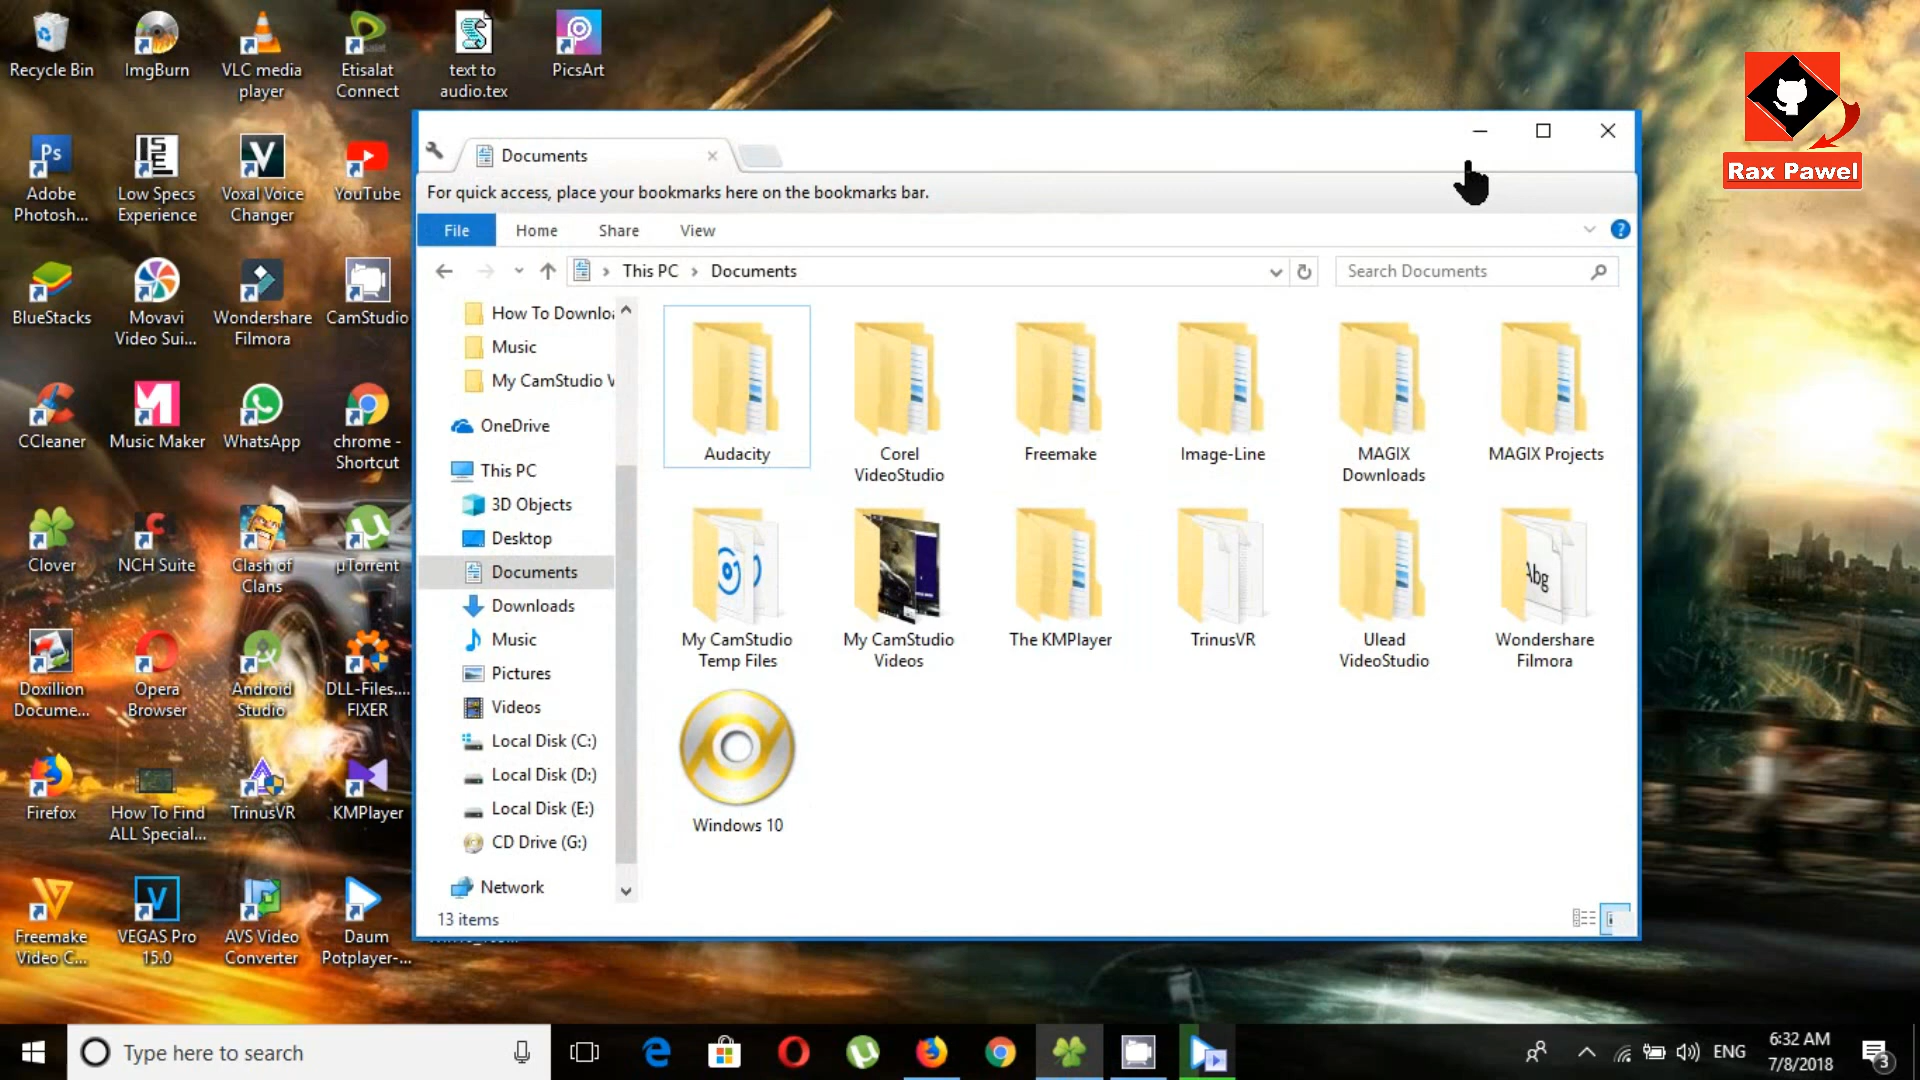 Recycle Bin
ImgBurn
VLC media
player
Etisalat
Connect
text to
audio.tex
PicsArt
Adobe
Photosh...
Low Specs
Experience
Voxal Voice
Changer
YouTube
BlueStacks
Movavi
Video Sui...
Wondershare
Filmora
CamStudio
CCleaner
Music Maker
WhatsApp
chrome -
Shortcut
Clover
NCH Suite
Clash of
Clans
µTorrent
Doxillion
Docume...
Opera
Browser
Android
Studio
DLL-Files....
FIXER
Firefox
How To Find
ALL Special...
TrinusVR
KMPlayer
Freemake
Video C...
VEGAS Pro
15.0
AVS Video
Converter
Daum
Potplayer-...
Rax Pawel
Documents
For quick access, place your bookmarks here on the bookmarks bar.
File Home Share View
This PC Documents
Search Documents
How To Downlo
Music
My CamStudio V
OneDrive
This PC
3D Objects
Desktop
Documents
Downloads
Music
Pictures
Videos
Local Disk (C:)
Local Disk (D:)
Local Disk (E:)
CD Drive (G:)
Network
Audacity
Corel
VideoStudio
Freemake
Image-Line
MAGIX
Downloads
MAGIX Projects
My CamStudio
Temp Files
My CamStudio
Videos
The KMPlayer
TrinusVR
Ulead
VideoStudio
Abg
Wondershare
Filmora
Windows 10
13 items
Type here to search
ENG
6:32 AM
7/8/2018
3